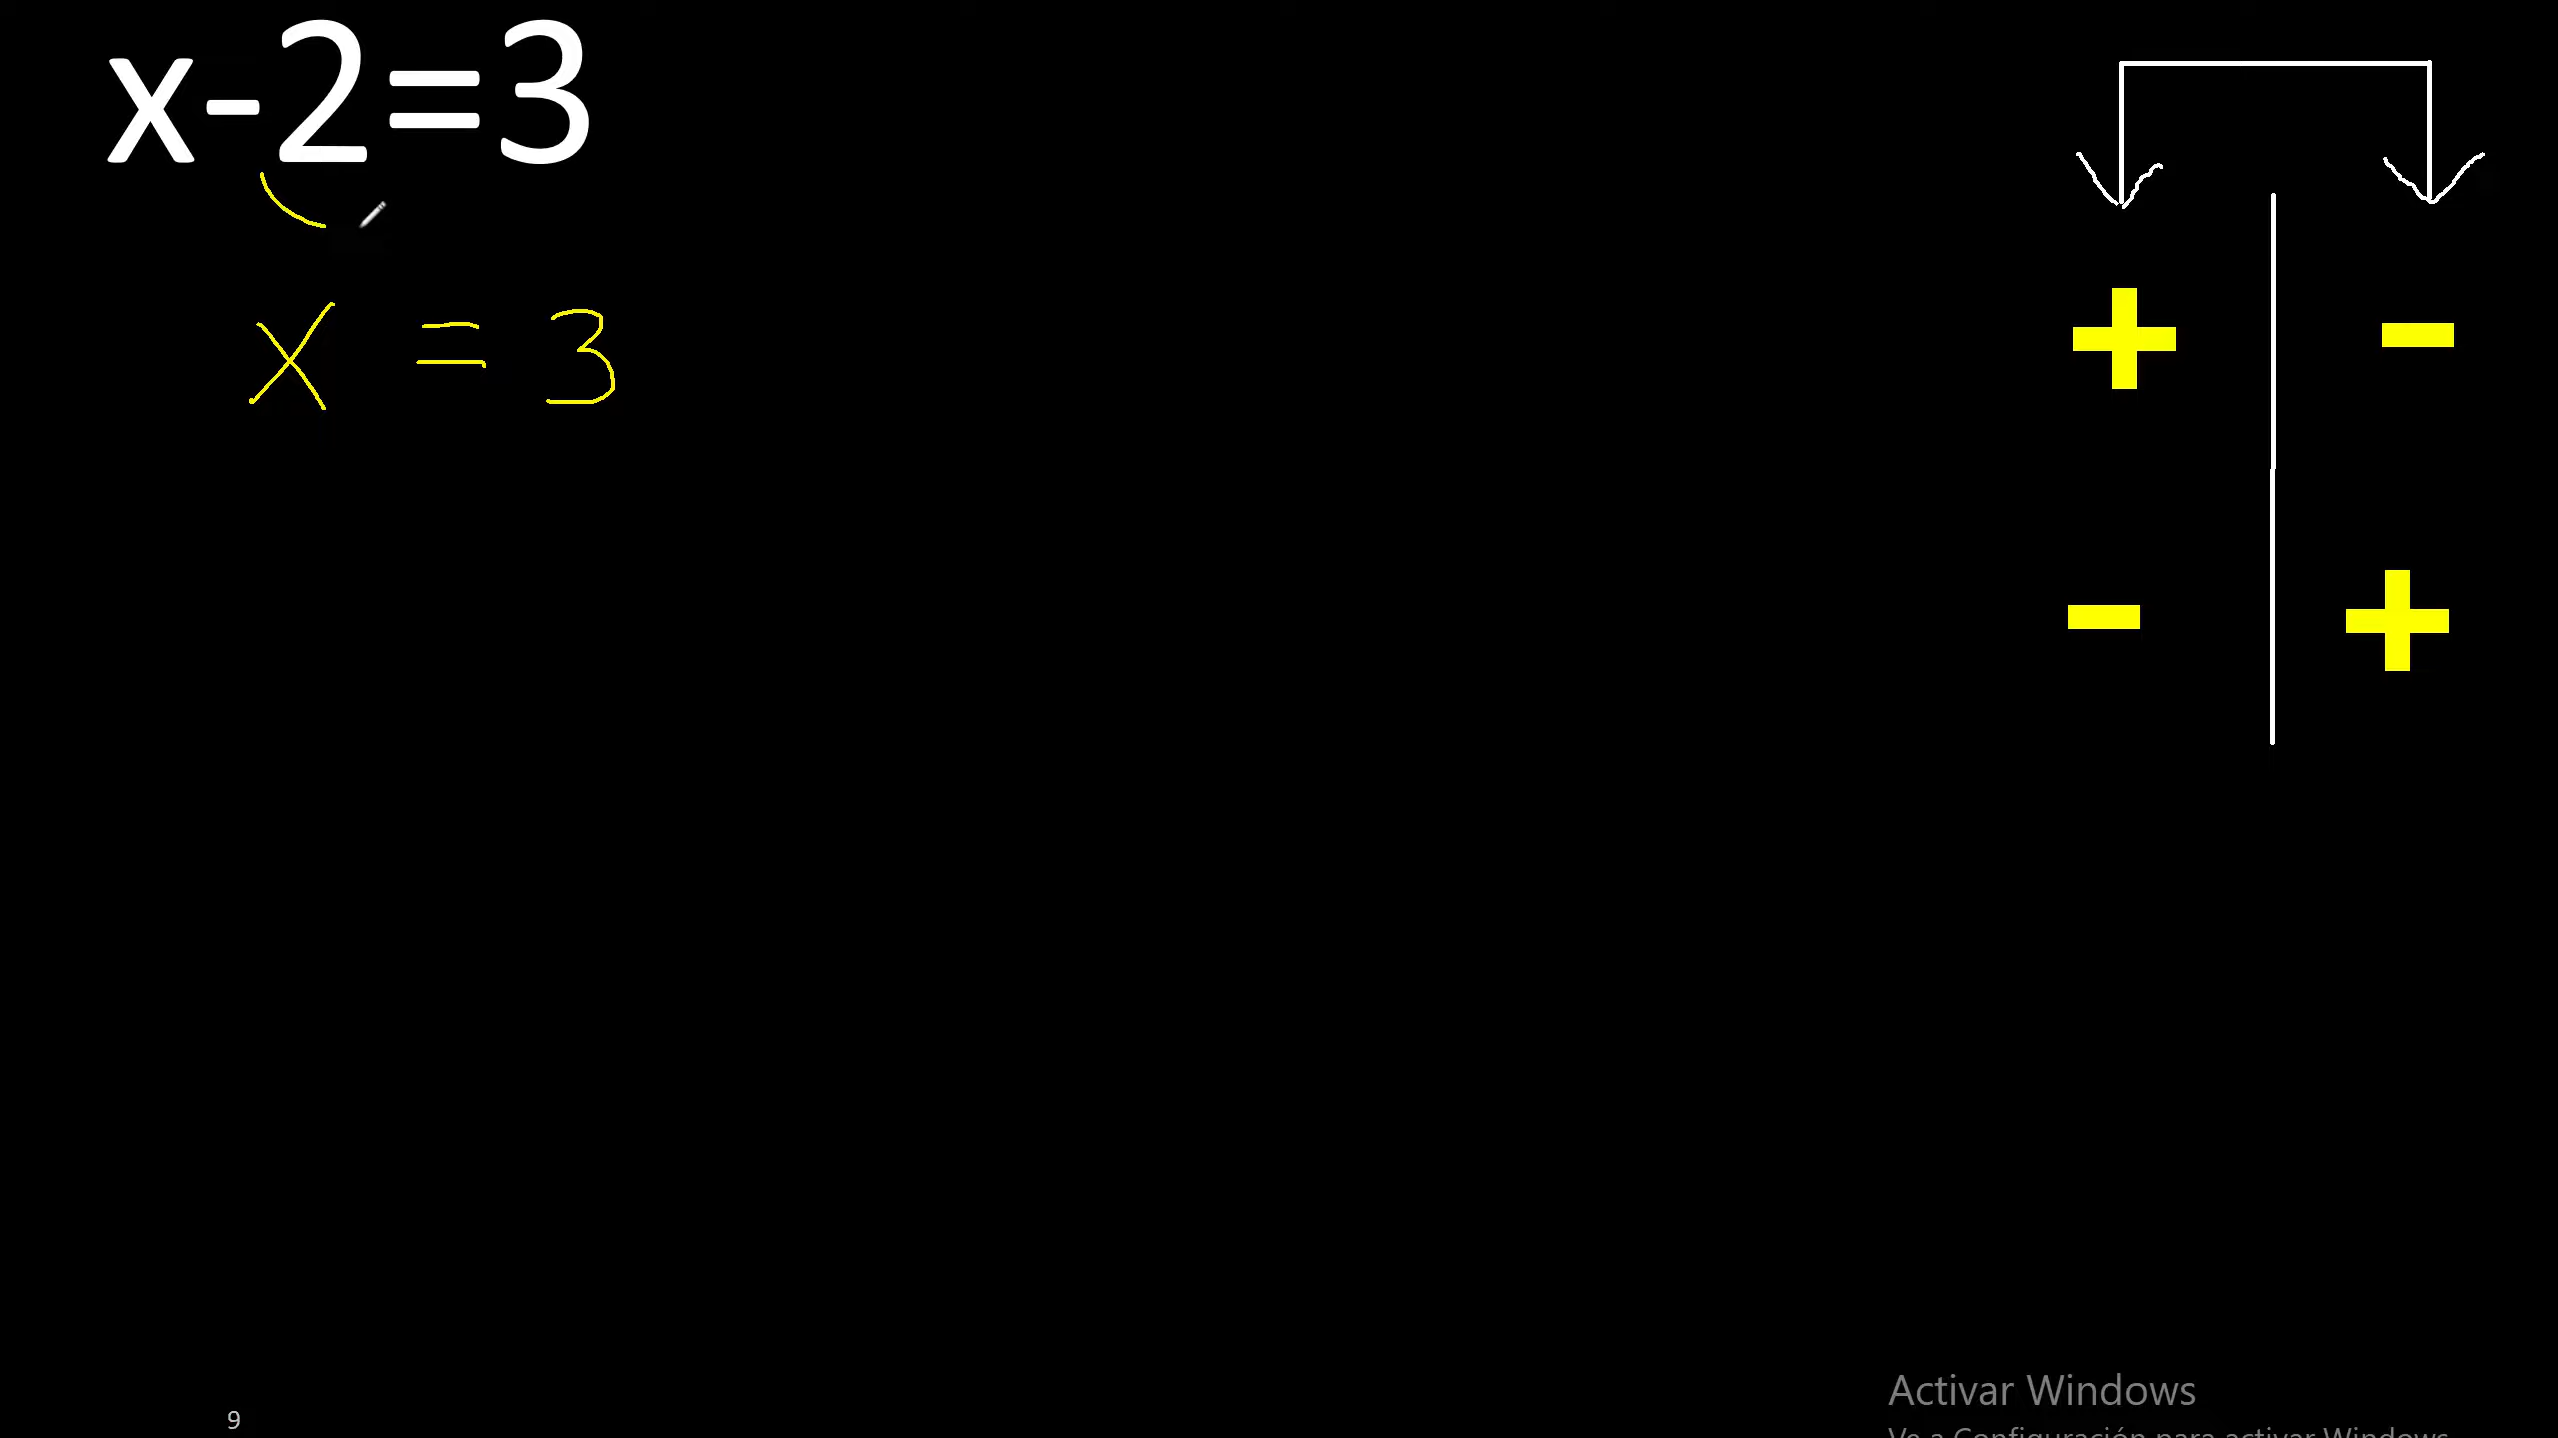 x-2=3
x = 3
+ -
- +
Activar Windows
9